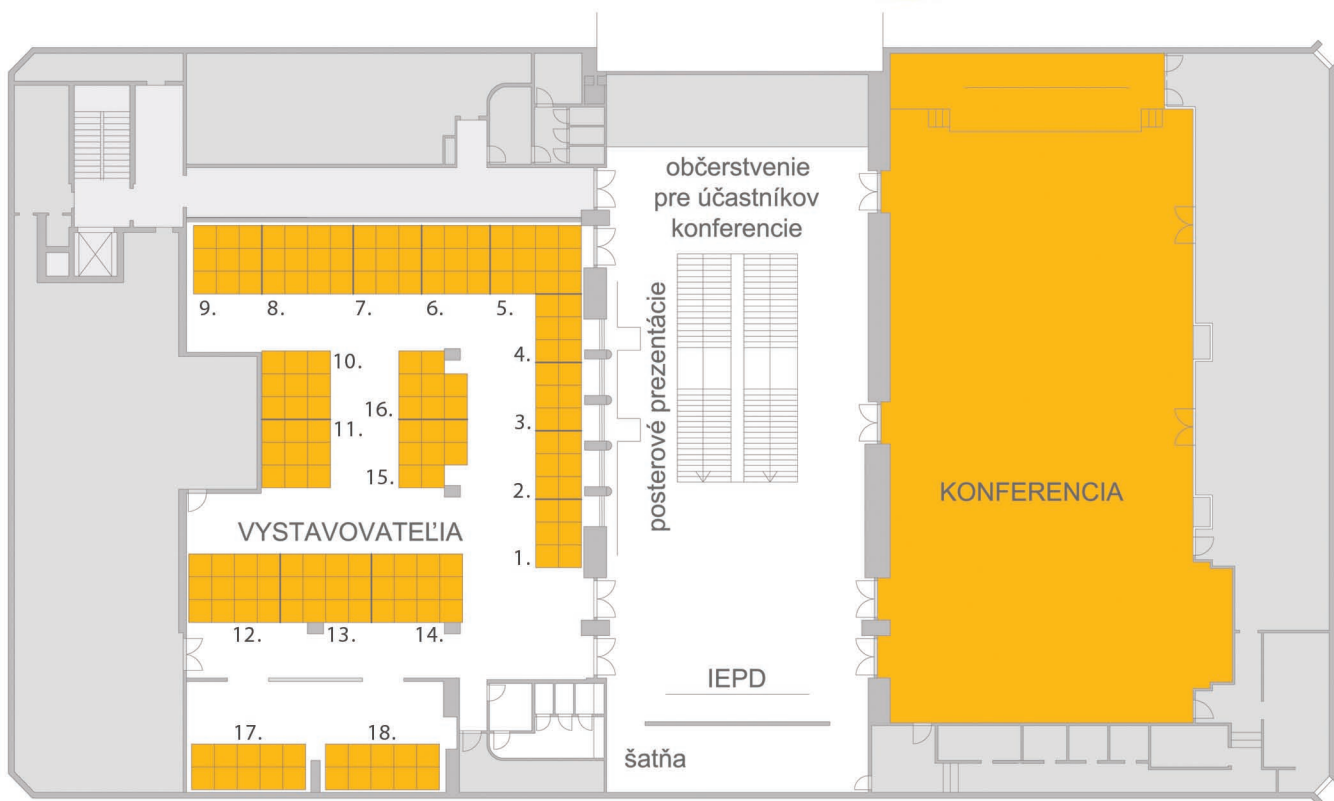 občerstvenie
pre účastníkov
konferencie
9. 8. 7. 6. 5.
10.
4.
16.
11.
3.
15.
2.
posterové prezentácie
KONFERENCIA
VYSTAVOVATELIA
1.
12. 13. 14.
IEPD
17. 18.
šatňa